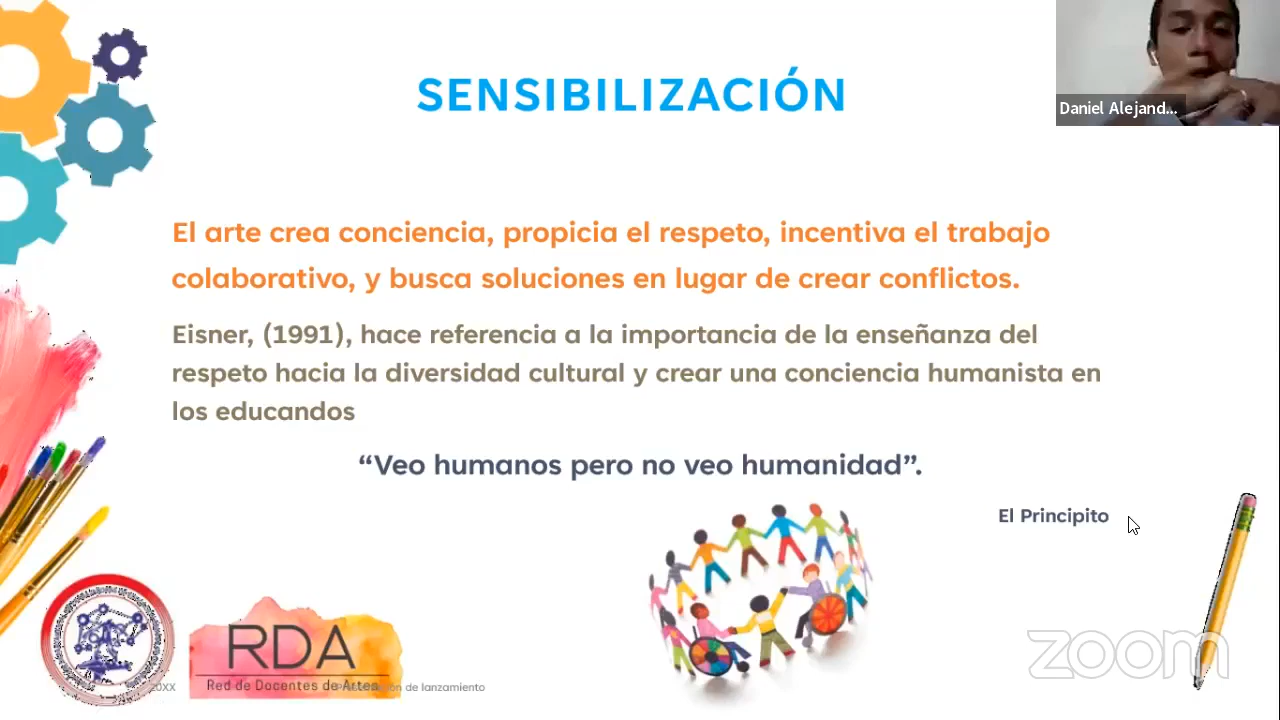 SENSIBILIZACIÓN
Daniel Alejand...
El arte crea conciencia, propicia el respeto, incentiva el trabajo
colaborativo, y busca soluciones en lugar de crear conflictos.
Eisner, (1991), hace referencia a la importancia de la enseñanza del
respeto hacia la diversidad cultural y crear una conciencia humanista en
los educandos
“Veo humanos pero no veo humanidad”.
El Principito
RDA
Red de Docentes de Artes
20XX
de lanzamiento
zoom